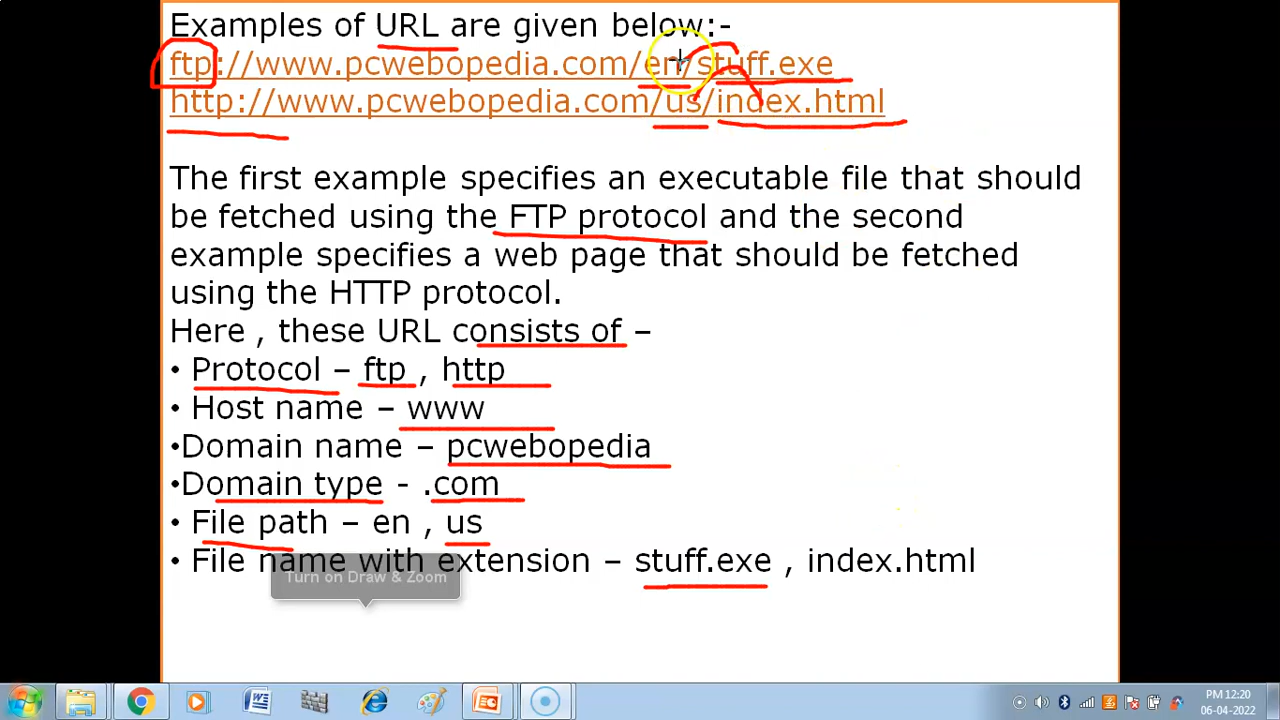 Examples of URL are given below:-
ftp://www.pcwebopedia.com/en/stuff.exe
http://www.pcwebopedia.com/us/index.html
The first example specifies an executable file that should
be fetched using the FTP protocol and the second
example specifies a web page that should be fetched
using the HTTP protocol.
Here , these URL consists of –
• Protocol – ftp , http
• Host name – www
•Domain name – pcwebopedia
•Domain type - .com
• File path – en , us
• File name with extension – stuff.exe , index.html
Turn on Draw & Zoom
PM 12:20
06-04-2022